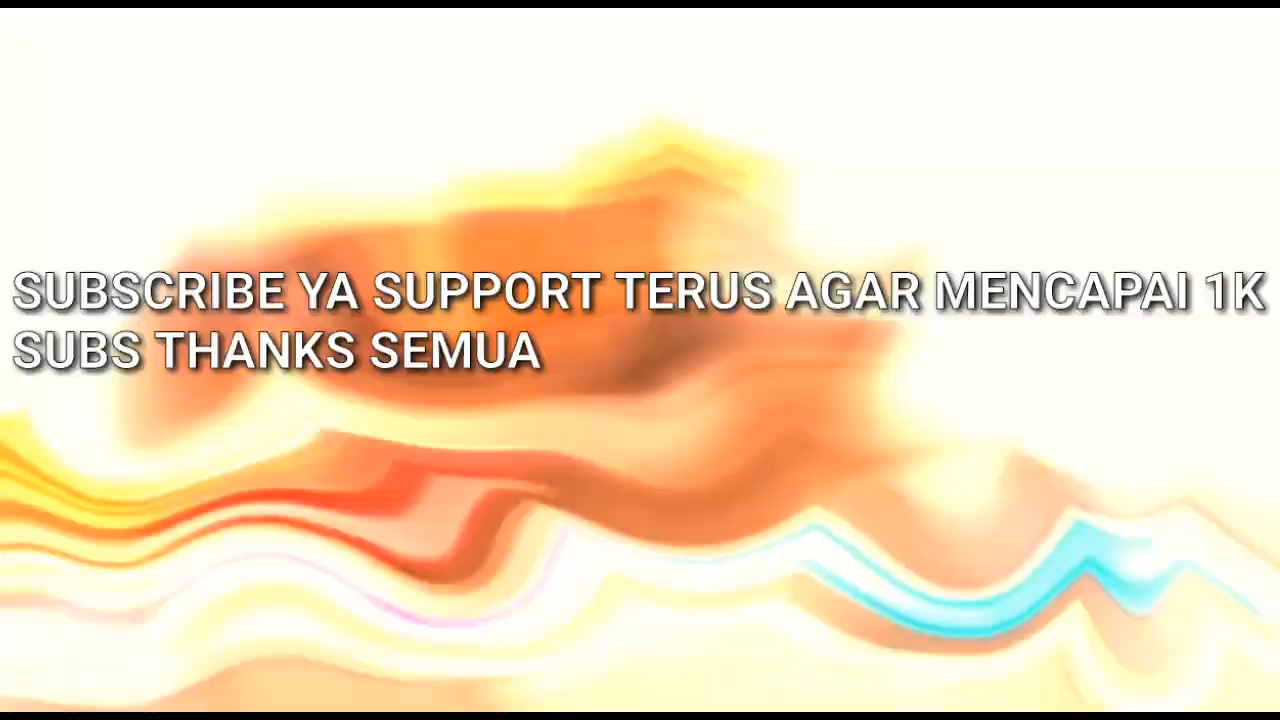 SUBSCRIBE YA SUPPORT TERUS AGAR MENCAPAI 1K
SUBS THANKS SEMUA